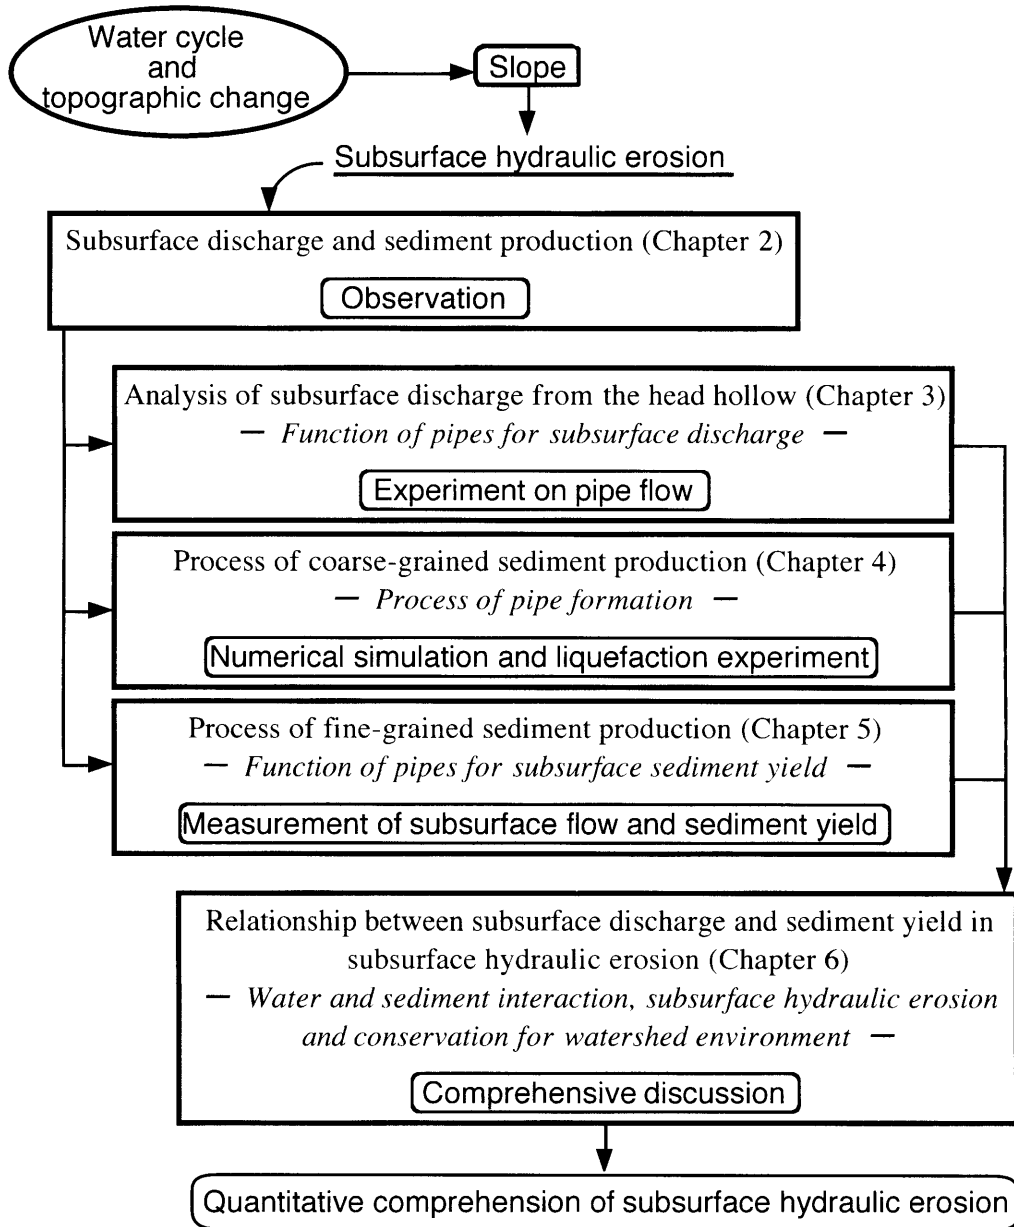 Water cycle
and
topographic change
Slope
Subsurface hydraulic erosion
Subsurface discharge and sediment production (Chapter 2)
Observation
Analysis of subsurface discharge from the head hollow (Chapter 3)
— Function of pipes for subsurface discharge —
Experiment on pipe flow
Process of coarse-grained sediment production (Chapter 4)
— Process of pipe formation —
Numerical simulation and liquefaction experiment
Process of fine-grained sediment production (Chapter 5)
— Function of pipes for subsurface sediment yield —
Measurement of subsurface flow and sediment yield
Relationship between subsurface discharge and sediment yield in
subsurface hydraulic erosion (Chapter 6)
— Water and sediment interaction, subsurface hydraulic erosion
and conservation for watershed environment —
Comprehensive discussion
Quantitative comprehension of subsurface hydraulic erosion